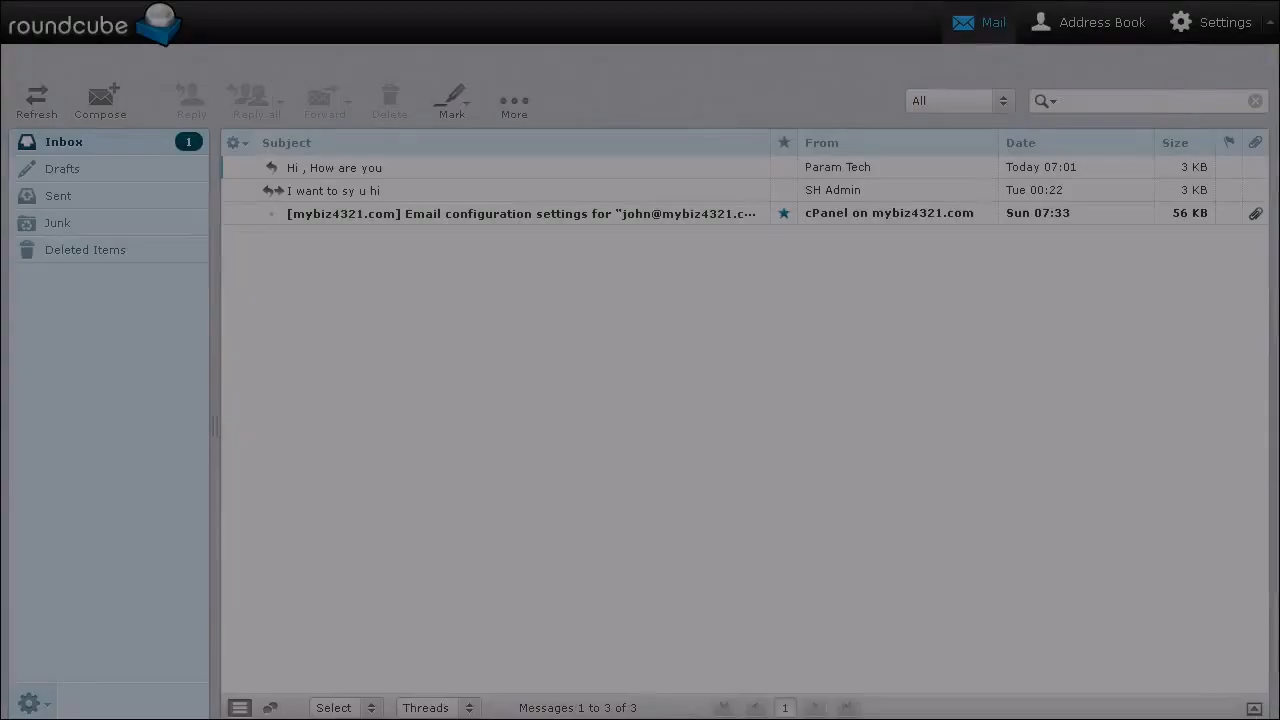 roundcube Mail Address Book Settings
Refresh Compose Reply Reply all Forward Delete Mark More All
Inbox 1
Drafts
Sent
Junk
Deleted Items
Subject From Date Size
Hi , How are you Param Tech Today 07:01 3 KB
I want to sy u hi SH Admin Tue 00:22 3 KB
[mybiz4321.com] Email configuration settings for "john@mybiz4321.c... cPanel on mybiz4321.com Sun 07:33 56 KB
Select Threads Messages 1 to 3 of 3 1